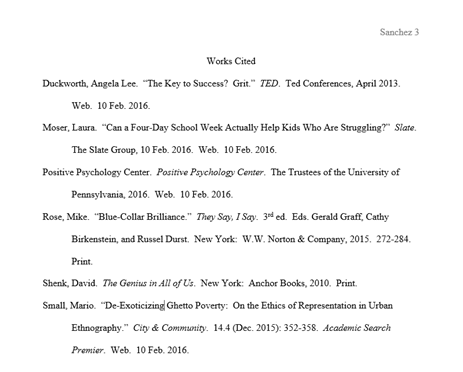 Sanchez 3
Works Cited
Duckworth, Angela Lee.  “The Key to Success?  Grit.”  TED.  Ted Conferences, April 2013.
Web.  10 Feb. 2016.
Moser, Laura.  “Can a Four-Day School Week Actually Help Kids Who Are Struggling?”  Slate.
The Slate Group, 10 Feb. 2016.  Web.  10 Feb. 2016.
Positive Psychology Center.  Positive Psychology Center.  The Trustees of the University of
Pennsylvania, 2016.  Web.  10 Feb. 2016.
Rose, Mike.  “Blue-Collar Brilliance.”  They Say, I Say.  3rd ed.  Eds. Gerald Graff, Cathy
Birkenstein, and Russel Durst.  New York:  W.W. Norton & Company, 2015.  272-284.
Print.
Shenk, David.  The Genius in All of Us.  New York:  Anchor Books, 2010.  Print.
Small, Mario.  “De-Exoticizing Ghetto Poverty:  On the Ethics of Representation in Urban
Ethnography.”  City & Community.  14.4 (Dec. 2015): 352-358.  Academic Search
Premier.  Web.  10 Feb. 2016.